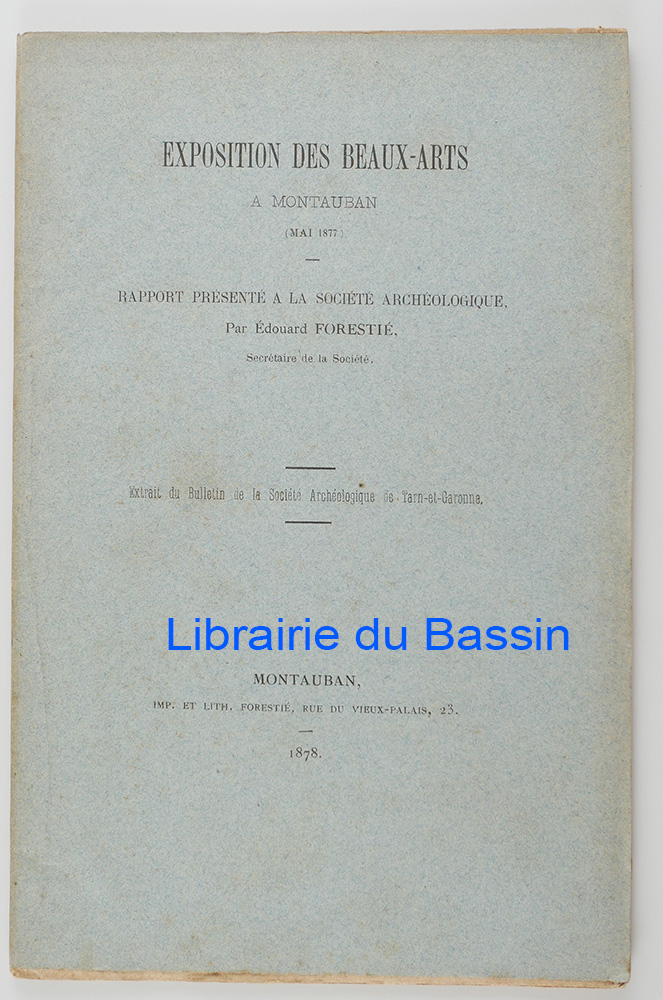 EXPOSITION DES BEAUX-ARTS
A MONTAUBAN
(MAI 1877)
RAPPORT PRÉSENTÉ A LA SOCIÉTÉ ARCHÉOLOGIQUE,
Par Édouard FORESTIÉ,
Secrétaire de la Société.
Extrait du Bulletin de la Société Archéologique de Tarn-et-Garonne.
Librairie du Bassin
MONTAUBAN,
IMP. ET LITH. FORESTIÉ, RUE DU VIEUX-PALAIS, 23.
1878.